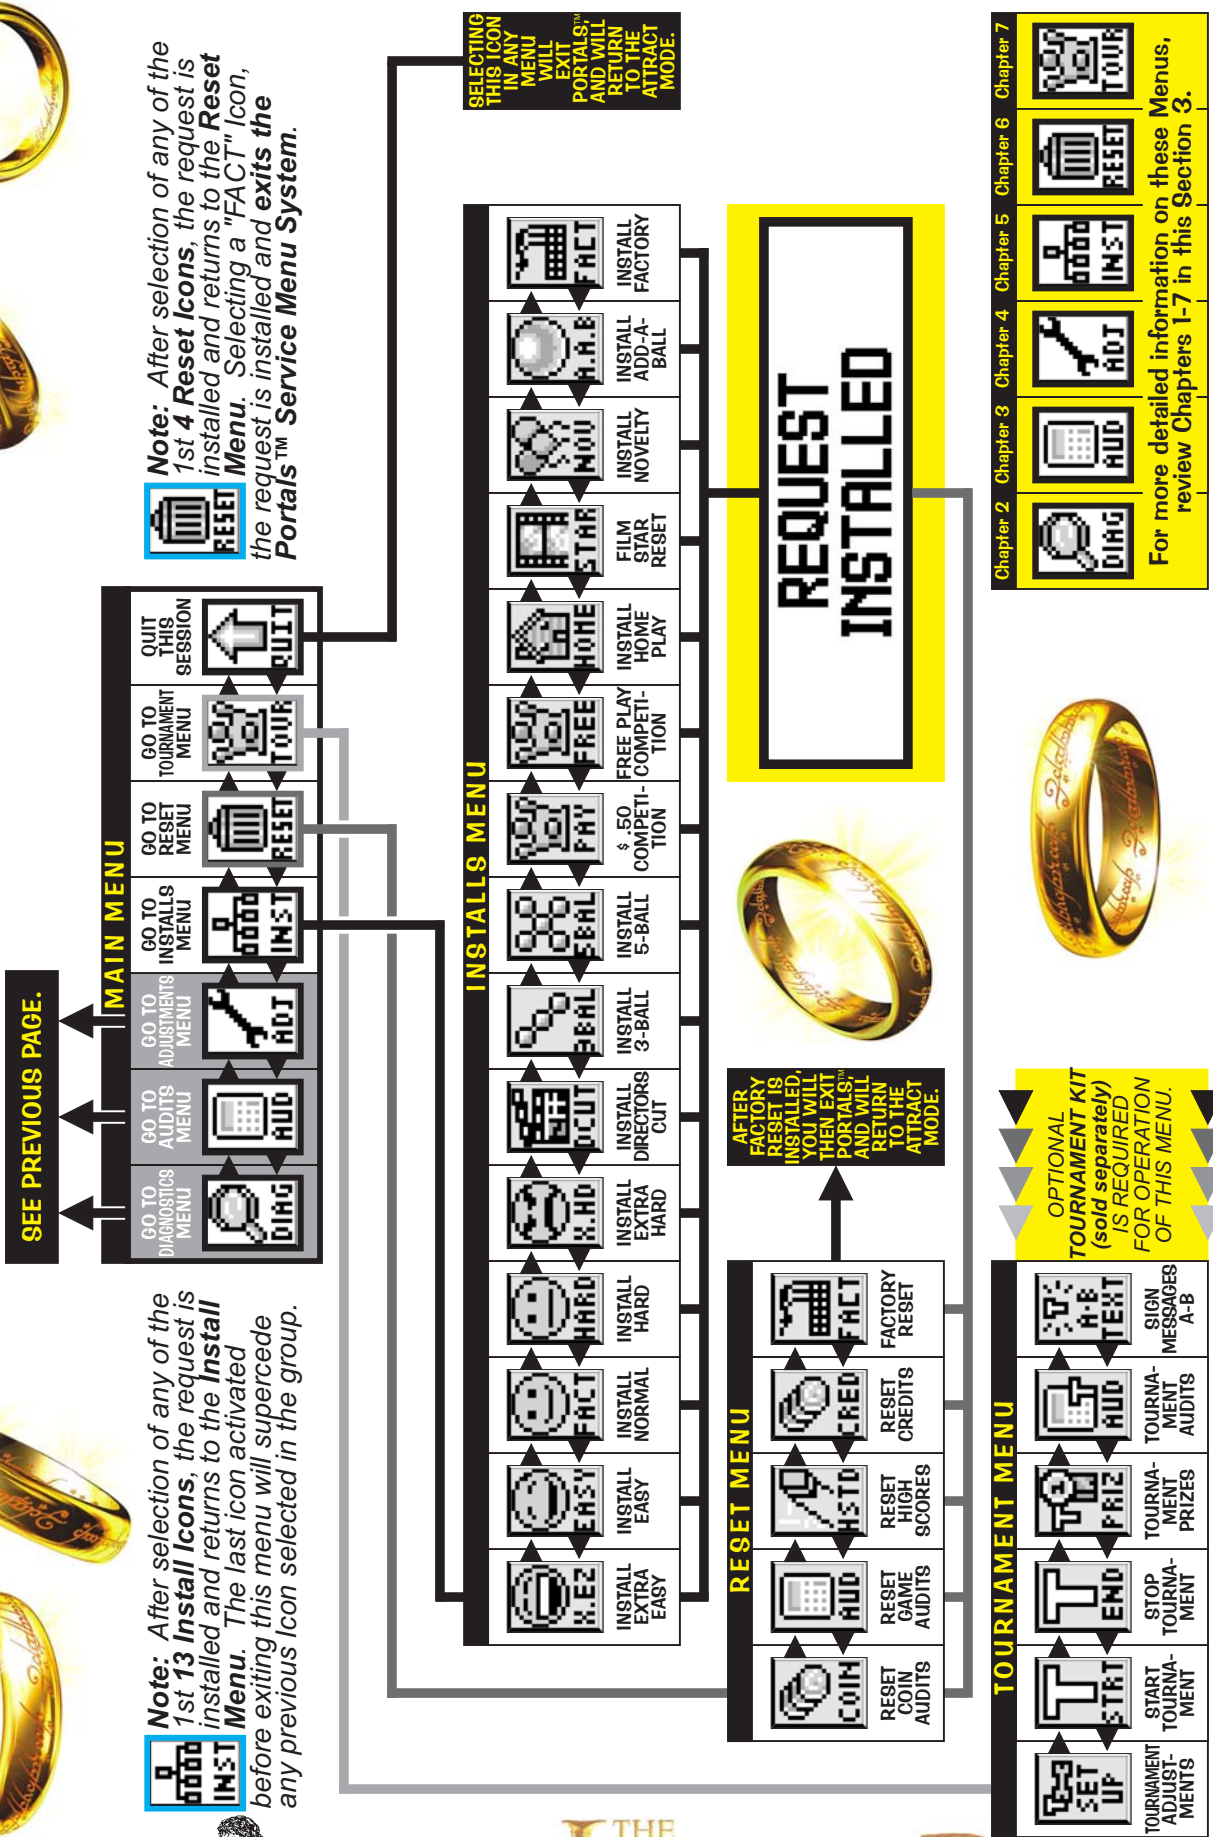 SEE PREVIOUS PAGE.
INST
Note: After selection of any of the
1st 13 Install Icons, the request is
installed and returns to the Install
Menu. The last icon activated
before exiting this menu will supercede
any previous Icon selected in the group.
RESET
Note: After selection of any of the
1st 4 Reset Icons, the request is
installed and returns to the Reset
Menu. Selecting a "FACT" Icon,
the request is installed and exits the
Portals™ Service Menu System.
MAIN MENU
GO TO
DIAGNOSTICS
MENU
DIAG
GO TO
AUDITS
MENU
AUD
GO TO
ADJUSTMENTS
MENU
ADJ
GO TO
INSTALLS
MENU
INST
GO TO
RESET
MENU
RESET
GO TO
TOURNAMENT
MENU
TOUR
QUIT
THIS
SESSION
QUIT
SELECTING
THIS ICON
IN ANY
MENU
WILL
EXIT
PORTALS™,
AND WILL
RETURN
TO THE
ATTRACT
MODE.
INSTALLS MENU
X.EZ
INSTALL
EXTRA
EASY
EASY
INSTALL
EASY
FACT
INSTALL
NORMAL
HARD
INSTALL
HARD
X.HD
INSTALL
EXTRA
HARD
DCUT
INSTALL
DIRECTORS
CUT
3BAL
INSTALL
3-BALL
5BAL
INSTALL
5-BALL
PAY
$ .50
COMPETI-
TION
FREE
FREE PLAY
COMPETI-
TION
HOME
INSTALL
HOME
PLAY
STAR
FILM
STAR
RESET
NOV
INSTALL
NOVELTY
A.A.B
INSTALL
ADD-A-
BALL
FACT
INSTALL
FACTORY
RESET MENU
COIN
RESET
COIN
AUDITS
AUD
RESET
GAME
AUDITS
HSTD
RESET
HIGH
SCORES
CRED
RESET
CREDITS
FACT
FACTORY
RESET
AFTER
FACTORY
RESET IS
INSTALLED,
YOU WILL
THEN EXIT
PORTALS™,
AND WILL
RETURN
TO THE
ATTRACT
MODE.
REQUEST
INSTALLED
TOURNAMENT MENU
SET
UP
TOURNAMENT
ADJUST-
MENTS
STRT
START
TOURNA-
MENT
END
STOP
TOURNA-
MENT
PRIZ
TOURNA-
MENT
PRIZES
AUD
TOURNA-
MENT
AUDITS
A-B
TEXT
SIGN
MESSAGES
A-B
OPTIONAL
TOURNAMENT KIT
(sold separately)
IS REQUIRED
FOR OPERATION
OF THIS MENU.
Chapter 2 Chapter 3 Chapter 4 Chapter 5 Chapter 6 Chapter 7
DIAG AUD ADJ INST RESET TOUR
For more detailed information on these Menus,
review Chapters 1-7 in this Section 3.
THE